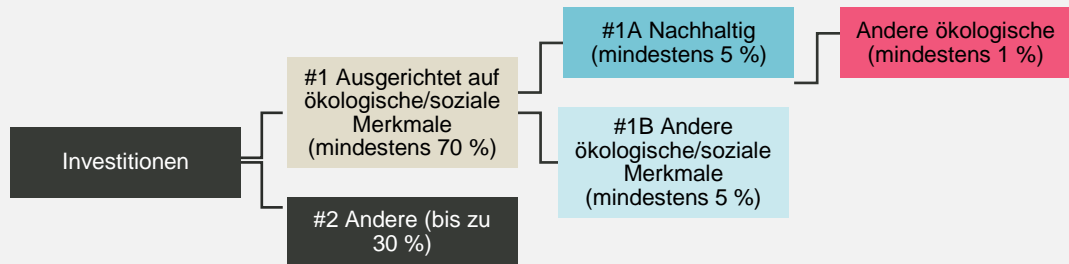 Investitionen
#1 Ausgerichtet auf
ökologische/soziale
Merkmale
(mindestens 70 %)
#2 Andere (bis zu
30 %)
#1A Nachhaltig
(mindestens 5 %)
#1B Andere
ökologische/soziale
Merkmale
(mindestens 5 %)
Andere ökologische
(mindestens 1 %)